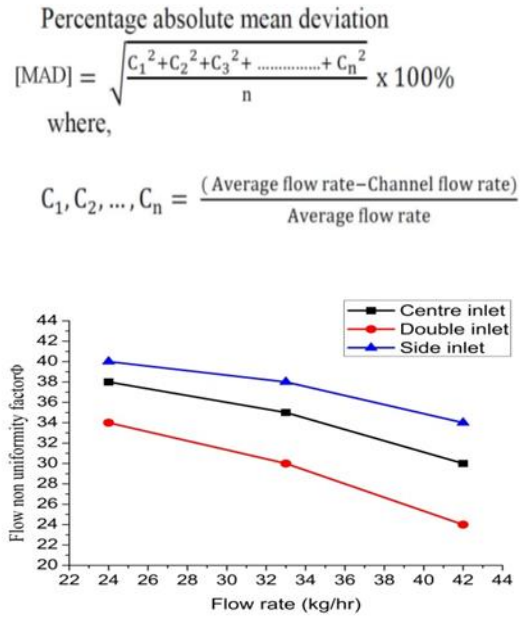 Percentage absolute mean deviation
[MAD] = √((C₁²+C₂²+C₃²+ ..............+ Cₙ²)/n) x 100%
where,
C₁, C₂, ..., Cₙ = (Average flow rate−Channel flow rate)/Average flow rate
Centre inlet
Double inlet
Side inlet
Flow non uniformity factorΦ
44
42
40
38
36
34
32
30
28
26
24
22
20
22 24 26 28 30 32 34 36 38 40 42 44
Flow rate (kg/hr)